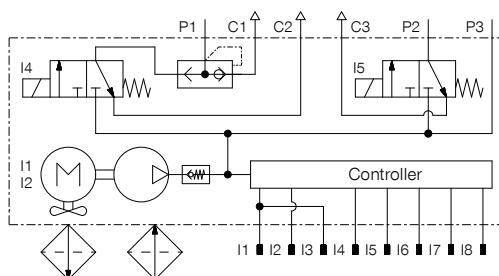 P1 C1 C2 C3 P2 P3
I4
I5
I1
I2
M
Controller
I1 I2 I3 I4 I5 I6 I7 I8